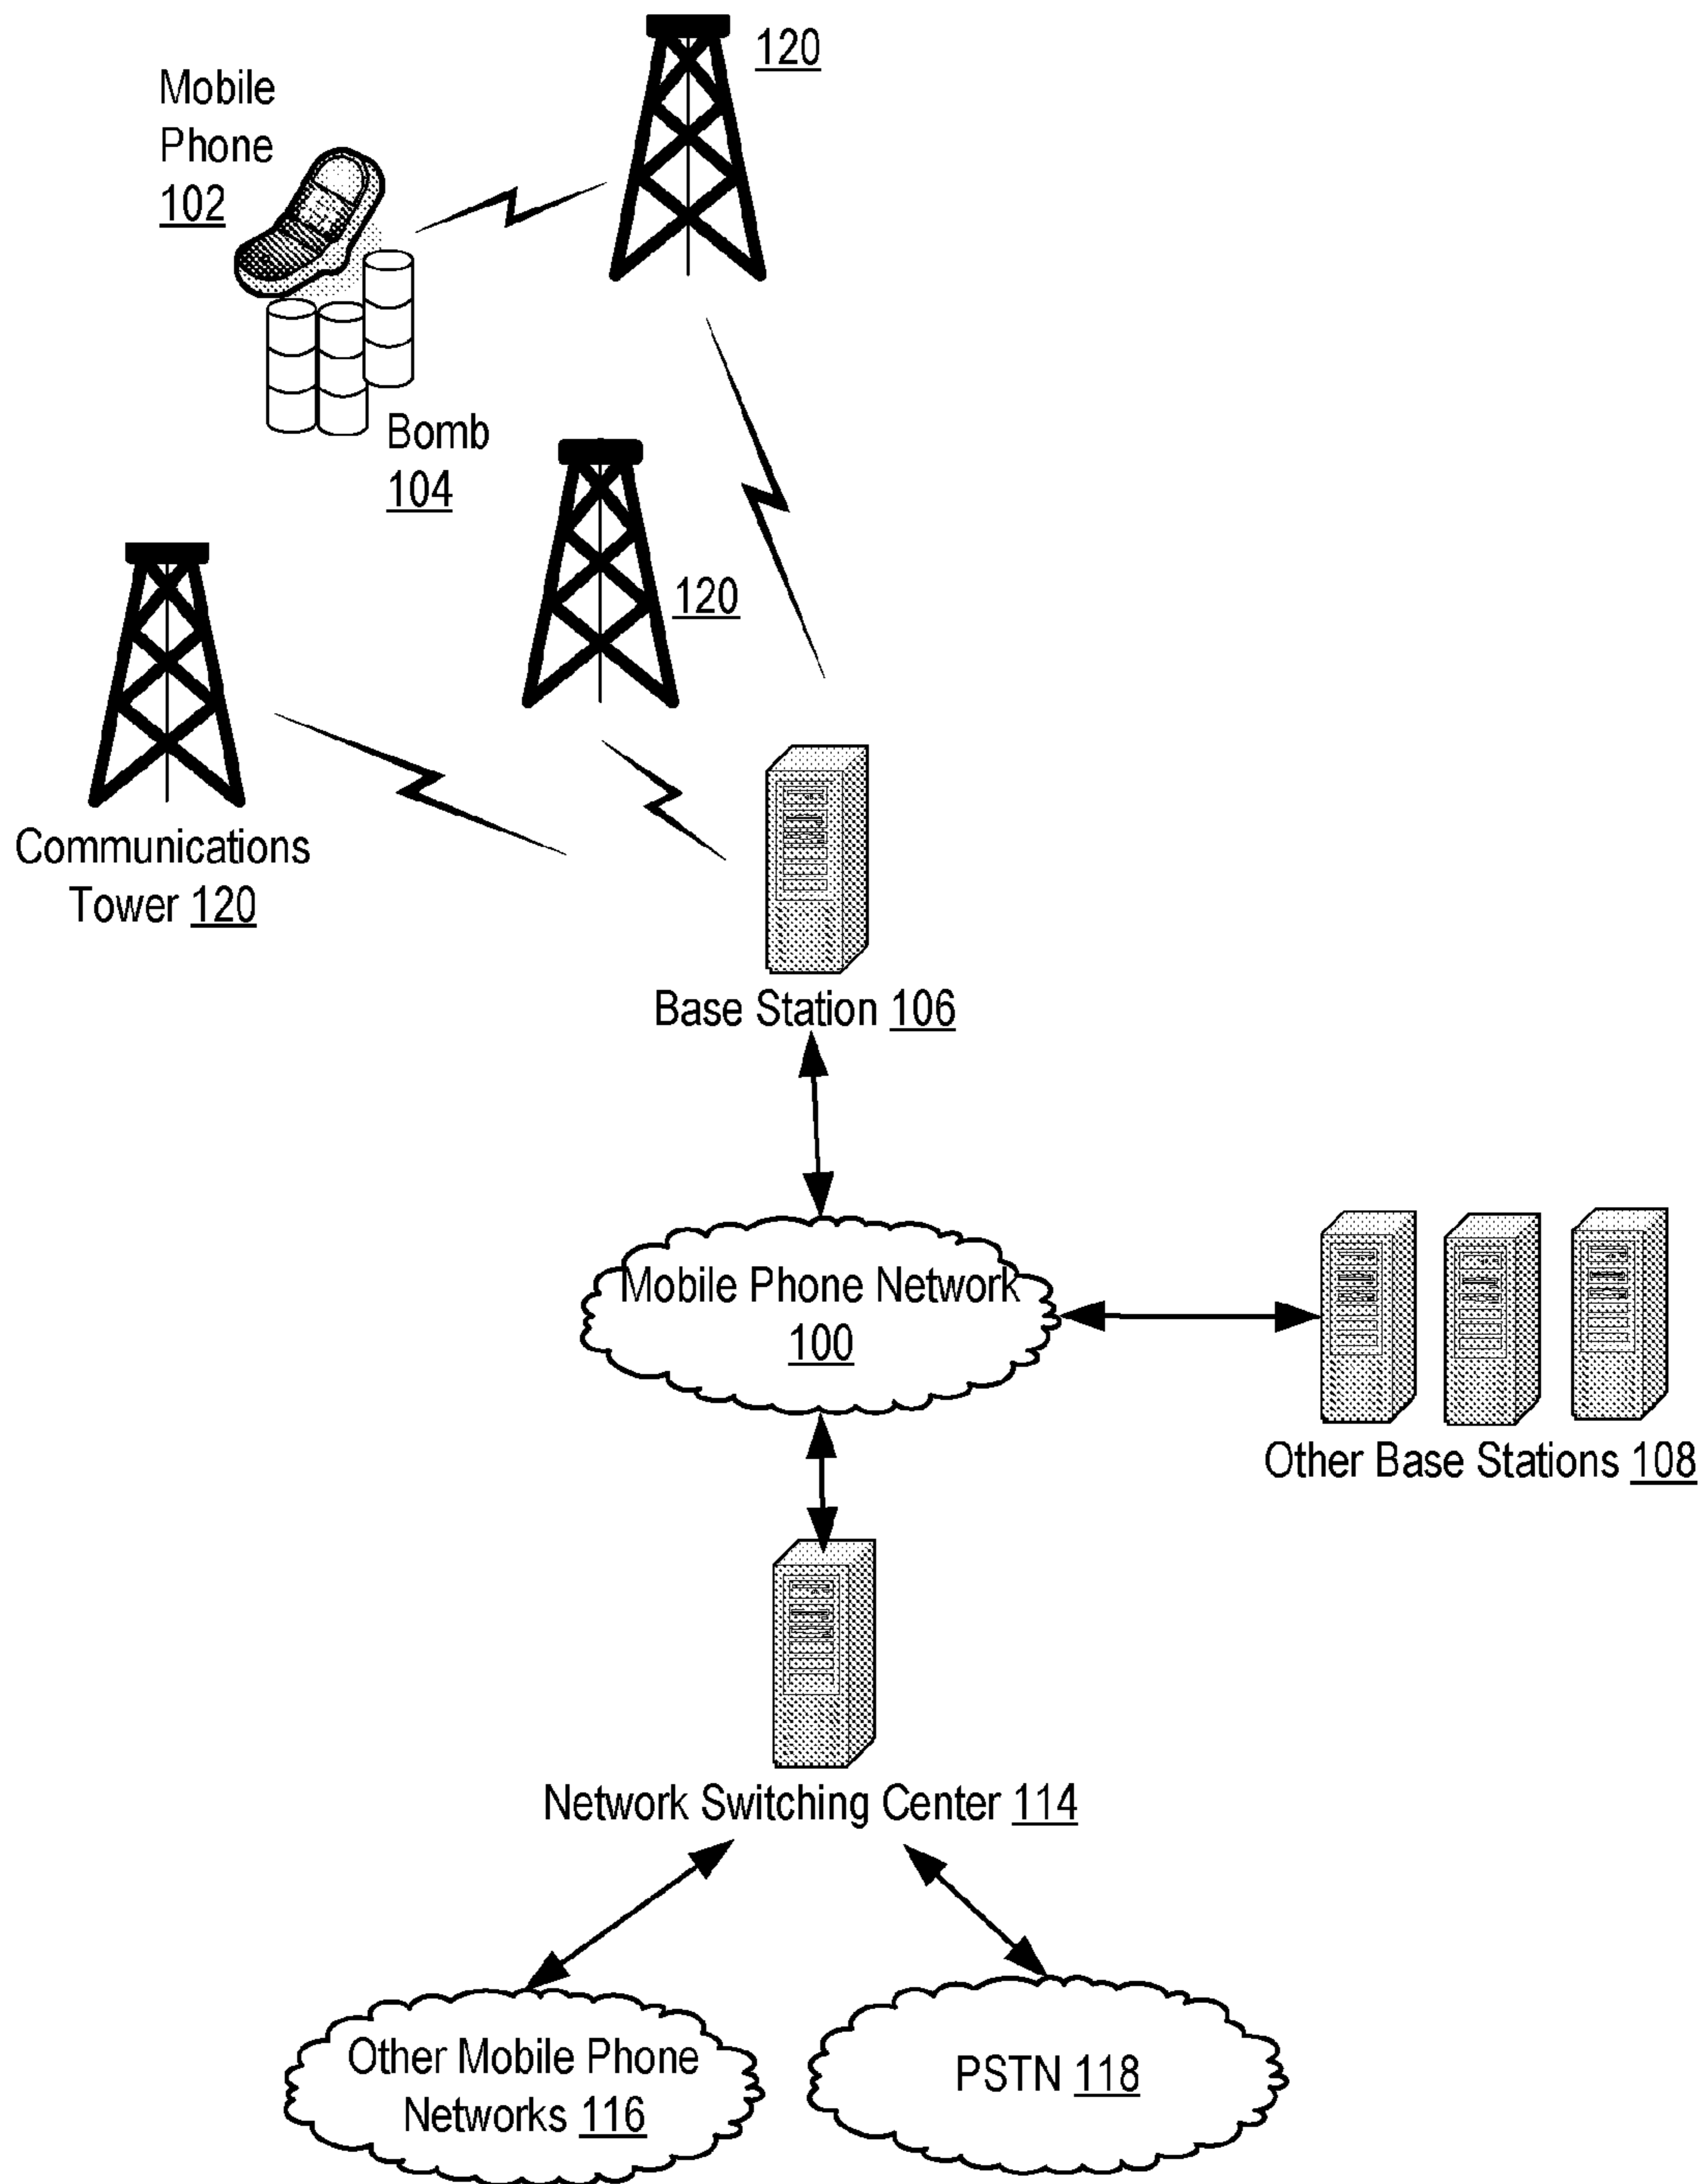 120
Mobile
Phone
102
Bomb
104
120
Communications
Tower 120
Base Station 106
Mobile Phone Network
100
Other Base Stations 108
Network Switching Center 114
Other Mobile Phone
Networks 116
PSTN 118